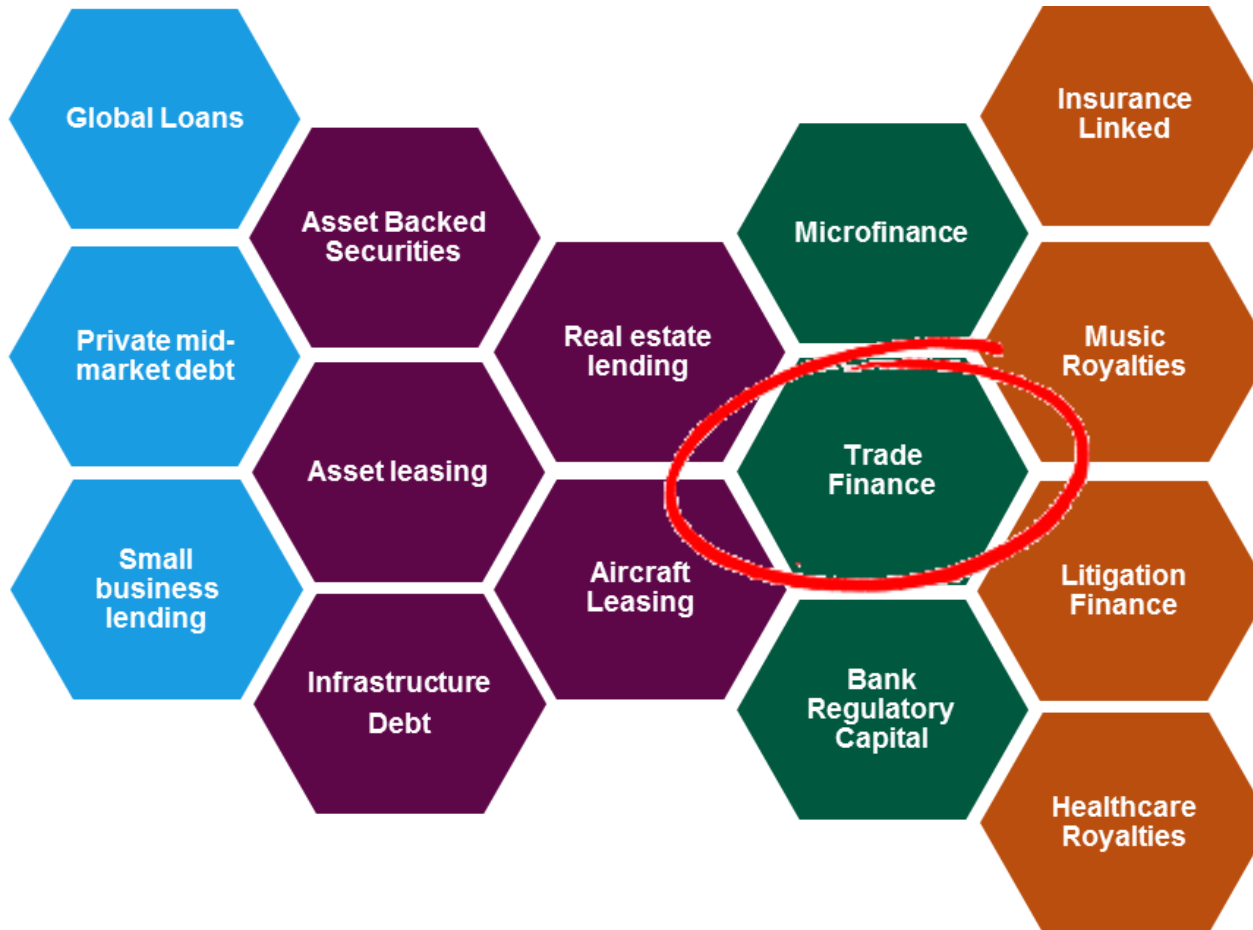 Global Loans
Private mid-
market debt
Small
business
lending
Asset Backed
Securities
Asset leasing
Infrastructure
Debt
Real estate
lending
Aircraft
Leasing
Microfinance
Trade
Finance
Bank
Regulatory
Capital
Insurance
Linked
Music
Royalties
Litigation
Finance
Healthcare
Royalties